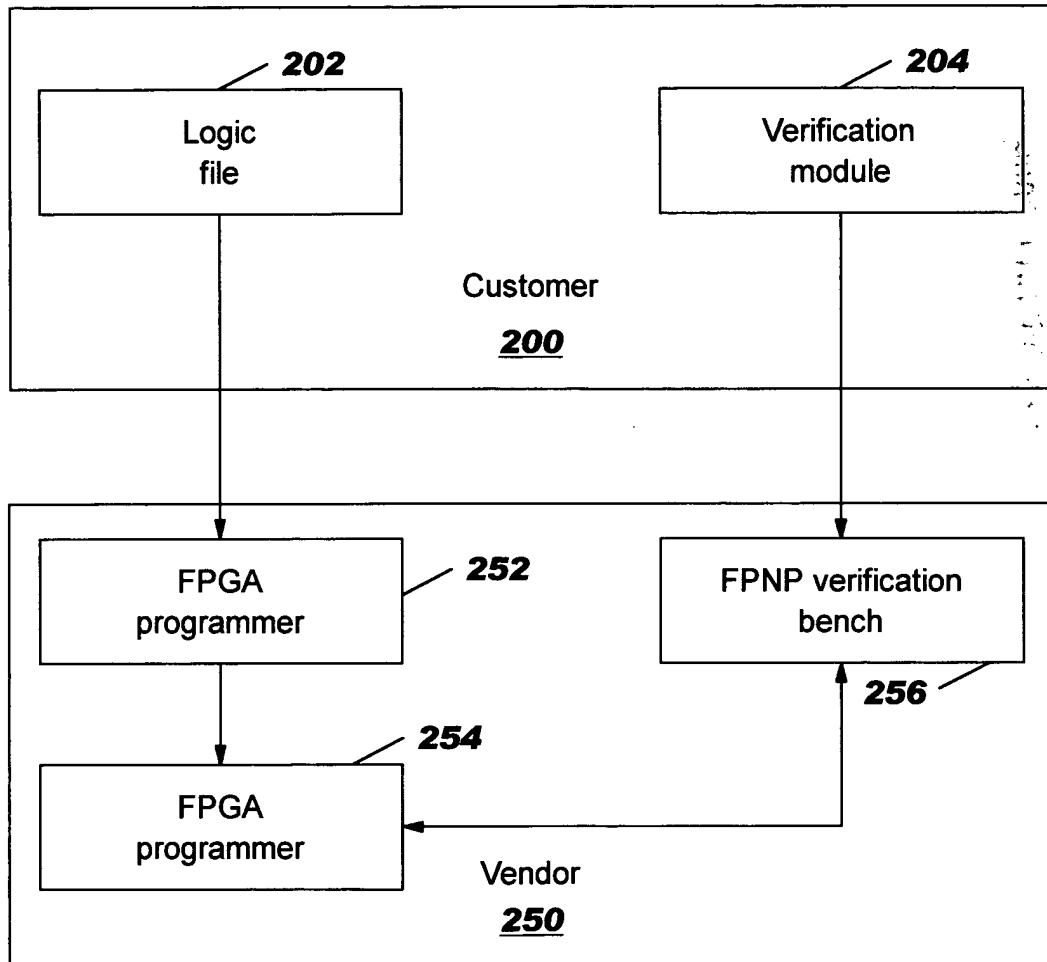 202
204
Logic
file
Verification
module
Customer
200
FPGA
programmer
252
FPNP verification
bench
256
254
FPGA
programmer
Vendor
250